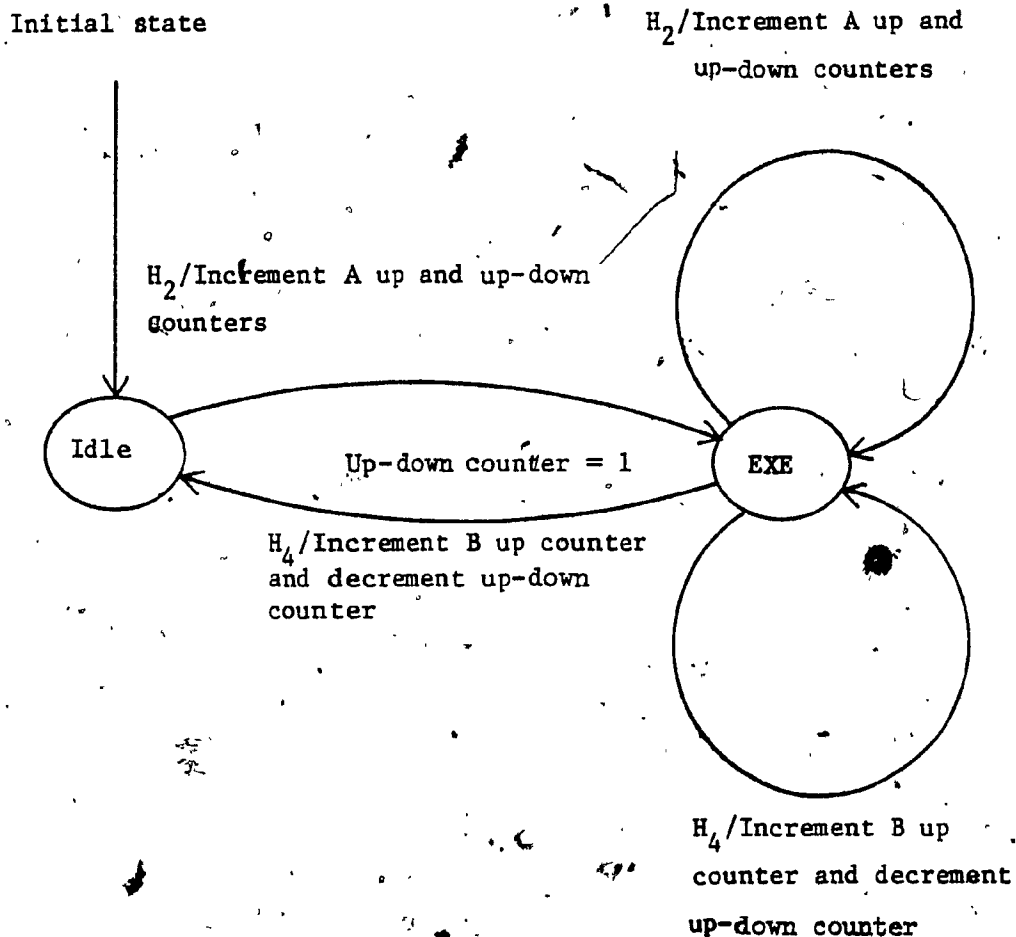 Initial state
H₂/Increment A up and
up-down counters
H₂/Increment A up and up-down
counters
Idle
Up-down counter = 1
EXE
H₄/Increment B up counter
and decrement up-down
counter
H₄/Increment B up
counter and decrement
up-down counter